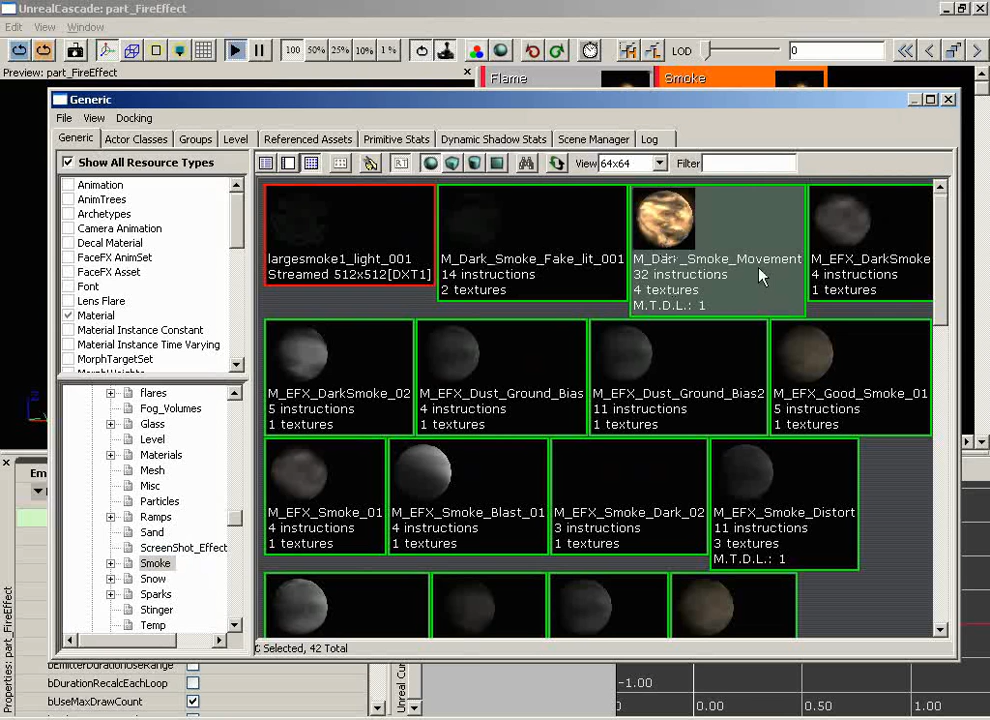 UnrealCascade: part_FireEffect
Edit View Window
100 50% 25% 10% 1 % LOD 0
Preview: part_FireEffect
Flame
Smoke
Generic
File View Docking
Generic Actor Classes Groups Level Referenced Assets Primitive Stats Dynamic Shadow Stats Scene Manager Log
Show All Resource Types
RT View 64x64 Filter
Animation
AnimTrees
Archetypes
Camera Animation
Decal Material
FaceFX AnimSet
FaceFX Asset
Font
Lens Flare
Material
Material Instance Constant
Material Instance Time Varying
MorphTargetSet
flares
Fog_Volumes
Glass
Level
Materials
Mesh
Misc
Particles
Ramps
Sand
ScreenShot_Effect
Smoke
Snow
Sparks
Stinger
Temp
largesmoke1_light_001
Streamed 512x512[DXT1]
M_Dark_Smoke_Fake_lit_001
14 instructions
2 textures
M_Dark_Smoke_Movement
32 instructions
4 textures
M.T.D.L.: 1
M_EFX_DarkSmoke
4 instructions
1 textures
M_EFX_DarkSmoke_02
5 instructions
1 textures
M_EFX_Dust_Ground_Bias
4 instructions
1 textures
M_EFX_Dust_Ground_Bias2
11 instructions
1 textures
M_EFX_Good_Smoke_01
5 instructions
1 textures
M_EFX_Smoke_01
4 instructions
1 textures
M_EFX_Smoke_Blast_01
4 instructions
1 textures
M_EFX_Smoke_Dark_02
3 instructions
1 textures
M_EFX_Smoke_Distort
11 instructions
3 textures
M.T.D.L.: 1
Selected, 42 Total
Em
Properties: part_FireEffect
bEmitterDurationUseRange
bDurationRecalcEachLoop
bUseMaxDrawCount
Unreal Cur
-1.00
0.00 0.50 1.00